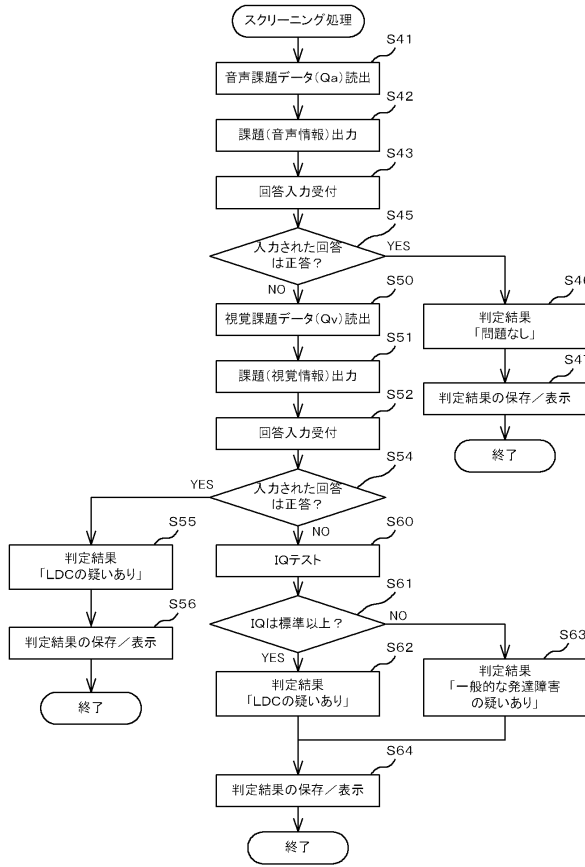 スクリーニング処理
S41
音声課題データ(Qa)読出
S42
課題(音声情報)出力
S43
回答入力受付
S45
入力された回答
は正答？
YES
NO
S50
視覚課題データ(Qv)読出
S46
判定結果
「問題なし」
S51
課題(視覚情報)出力
S47
判定結果の保存／表示
S52
回答入力受付
終了
S54
入力された回答
は正答？
YES
NO
S55
判定結果
「LDCの疑いあり」
S60
IQテスト
S56
判定結果の保存／表示
S61
IQは標準以上？
NO
YES
終了
S62
判定結果
「LDCの疑いあり」
S63
判定結果
「一般的な発達障害
の疑いあり」
S64
判定結果の保存／表示
終了